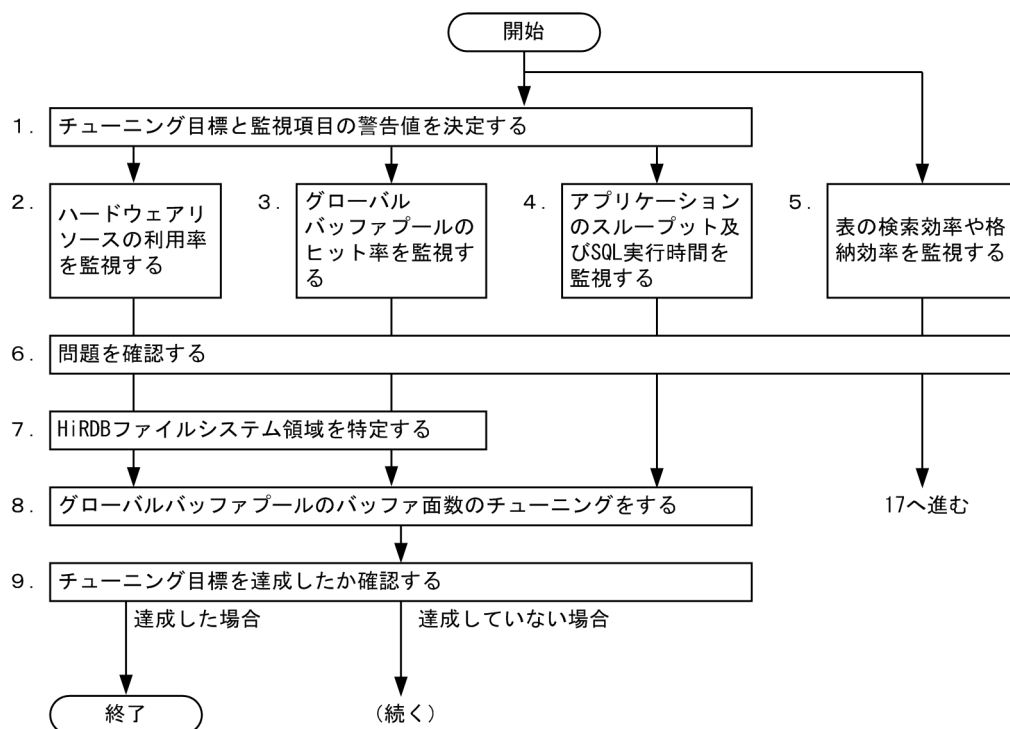 開始
1. チューニング目標と監視項目の警告値を決定する
2. ハードウェアリ
ソースの利用率
を監視する
3. グローバル
バッファプールの
ヒット率を監視す
る
4. アプリケーション
のスループット及
びSQL実行時間を
監視する
5. 表の検索効率や格
納効率を監視する
6. 問題を確認する
7. HiRDBファイルシステム領域を特定する
8. グローバルバッファプールのバッファ面数のチューニングをする
17へ進む
9. チューニング目標を達成したか確認する
達成した場合
達成していない場合
終了
(続く)